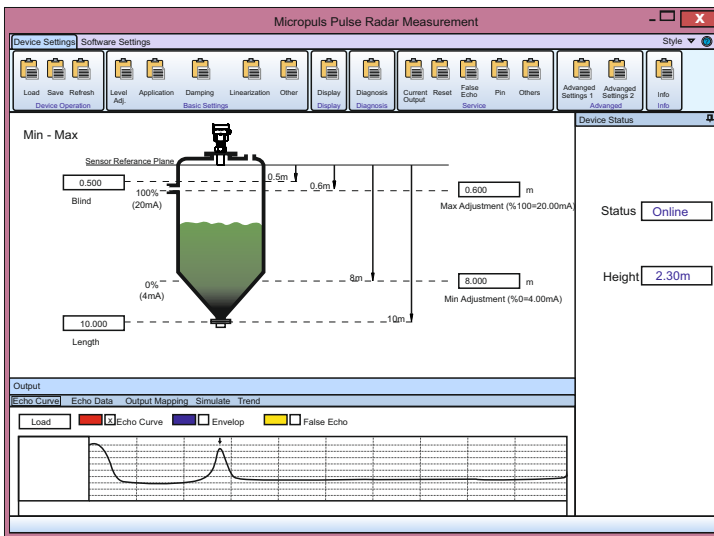 Micropuls Pulse Radar Measurement
X
Device Settings Software Settings Style
Load Save Refresh Level Adj. Application Damping Linearization Other Display Diagnosis Current Output Reset False Echo Pin Others Advanced Settings 1 Advanced Settings 2 Info
Device Operation Basic Settings Display Diagnosis Service Advanced Info
Device Status
Min - Max
Sensor Referance Plane
0.500
Blind
0.5m
100%
(20mA)
0.6m
0.600 m
Max Adjustment (%100=20.00mA)
Status Online
0%
(4mA)
8m
8.000 m
Min Adjustment (%0=4.00mA)
Height 2.30m
10.000
Length
10m
Output
Echo Curve Echo Data Output Mapping Simulate Trend
Load X Echo Curve Envelop False Echo